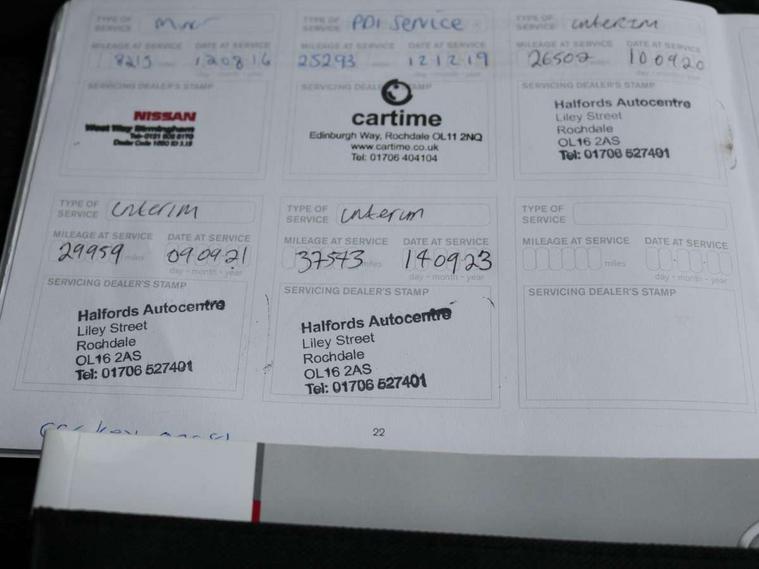 TYPE OF SERVICE Minor
TYPE OF SERVICE PDI Service
TYPE OF SERVICE interim
MILEAGE AT SERVICE DATE AT SERVICE
8215 120816
MILEAGE AT SERVICE DATE AT SERVICE
25293 121219
MILEAGE AT SERVICE DATE AT SERVICE
26502 100920
SERVICING DEALER'S STAMP
NISSAN
West Way Birmingham
SERVICING DEALER'S STAMP
cartime
Edinburgh Way, Rochdale OL11 2NQ
www.cartime.co.uk
Tel: 01706 404104
Halfords Autocentre
Liley Street
Rochdale
OL16 2AS
Tel: 01706 527401
TYPE OF SERVICE interim
MILEAGE AT SERVICE DATE AT SERVICE
29959 miles 090921
day - month - year
SERVICING DEALER'S STAMP
Halfords Autocentre
Liley Street
Rochdale
OL16 2AS
Tel: 01706 527401
TYPE OF SERVICE interim
MILEAGE AT SERVICE DATE AT SERVICE
37543 miles 140923
day - month - year
SERVICING DEALER'S STAMP
Halfords Autocentre
Liley Street
Rochdale
OL16 2AS
Tel: 01706 527401
TYPE OF SERVICE
MILEAGE AT SERVICE DATE AT SERVICE
miles
day - month - year
SERVICING DEALER'S STAMP
22